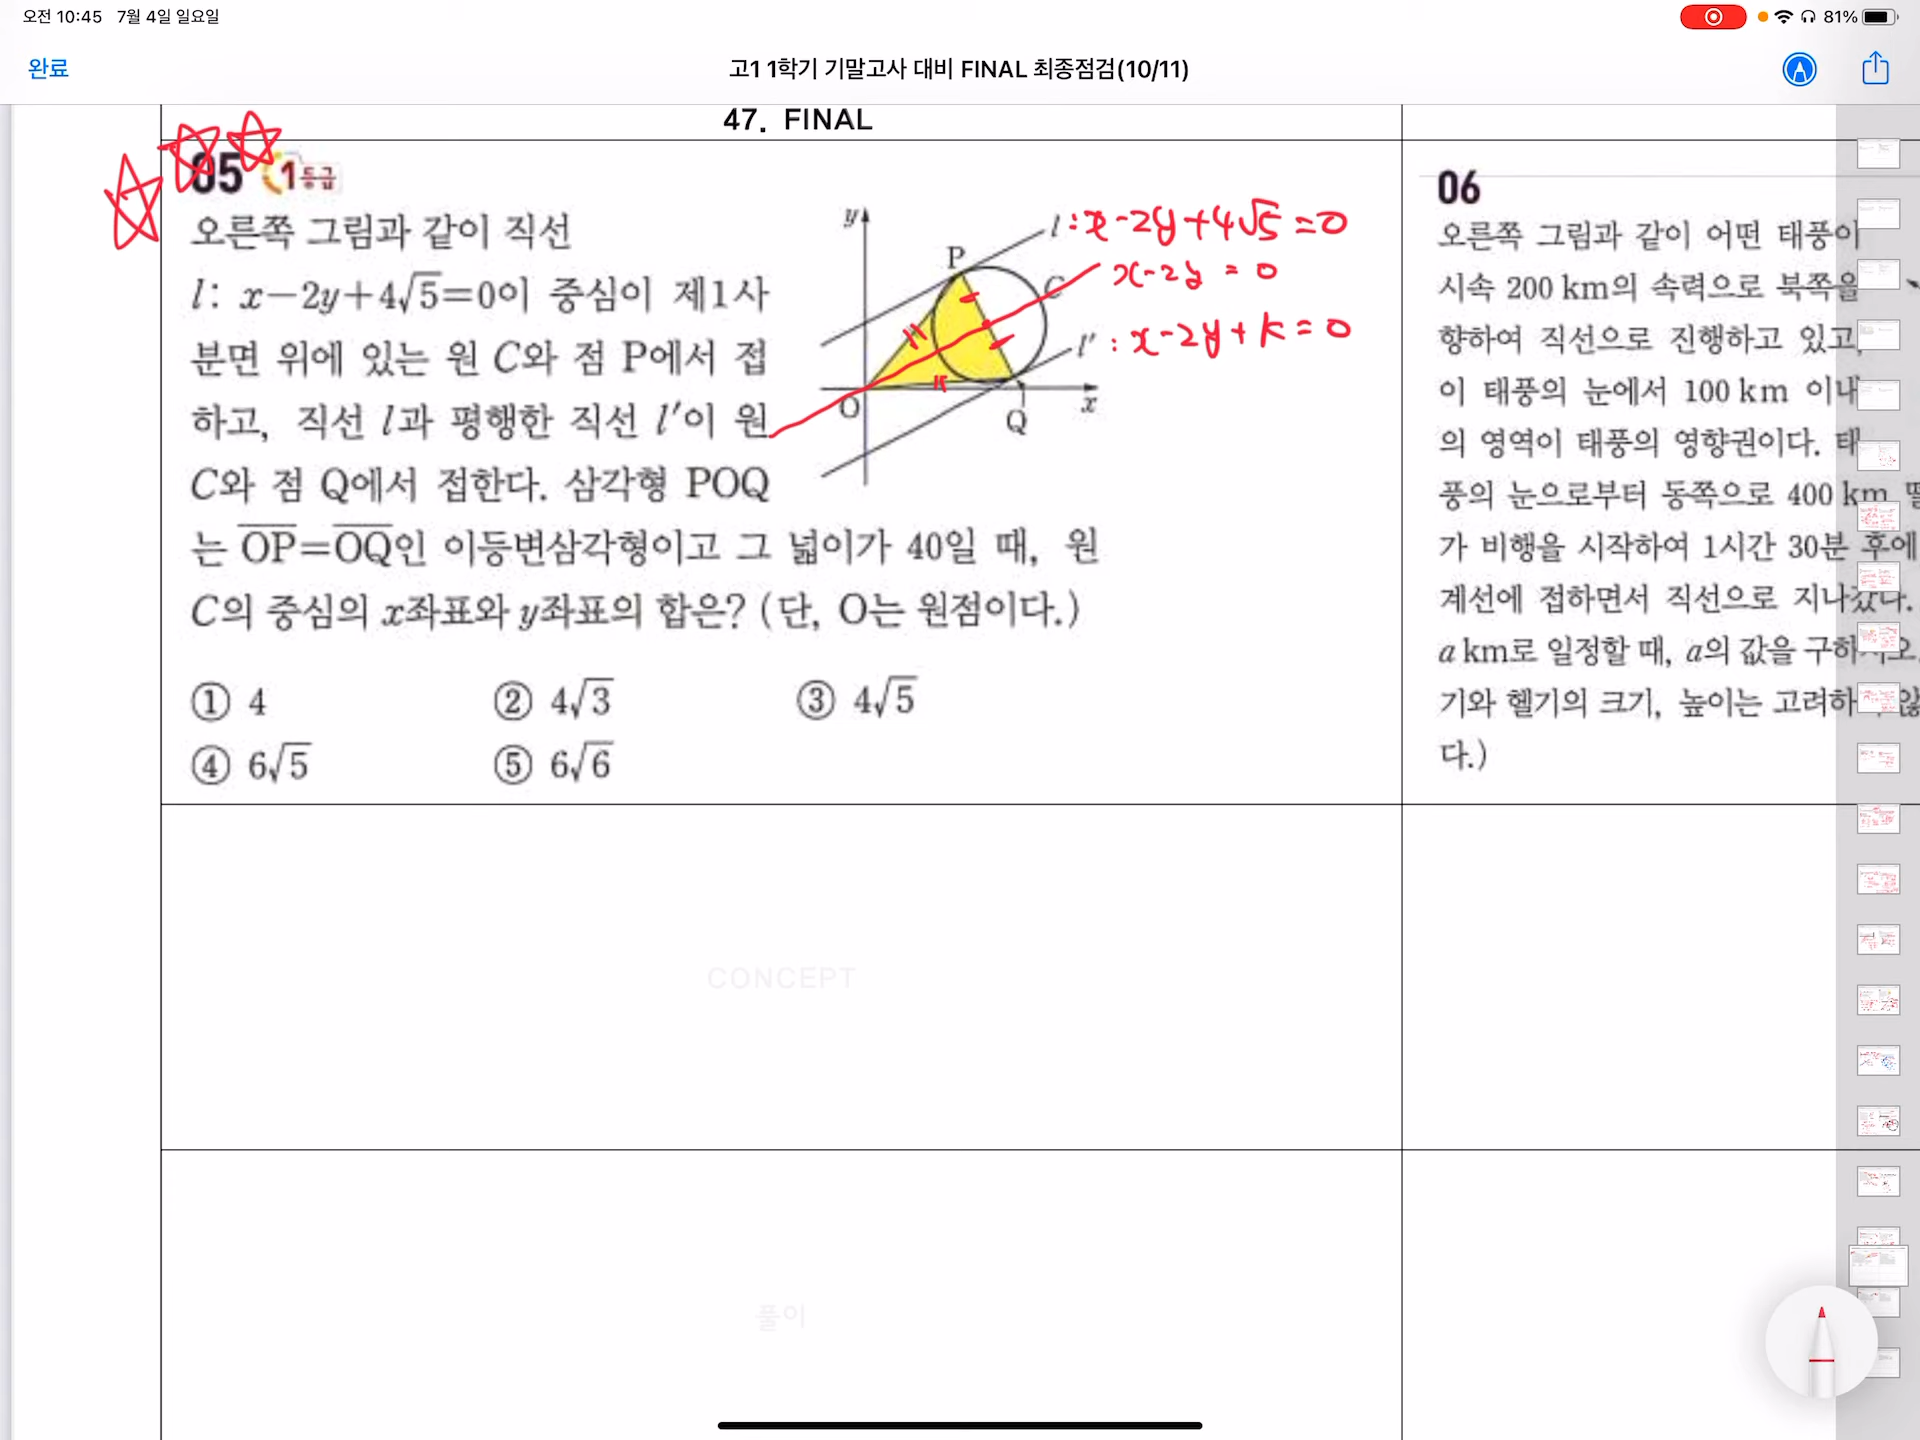 오전 10:45 7월 4일 일요일
81%
완료
고1 1학기 기말고사 대비 FINAL 최종점검(10/11)
47. FINAL
05 1등급
오른쪽 그림과 같이 직선
l: x-2y+4√5=0이 중심이 제1사
분면 위에 있는 원 C와 점 P에서 접
하고, 직선 l과 평행한 직선 l′이 원
C와 점 Q에서 접한다. 삼각형 POQ
는 OP=OQ인 이등변삼각형이고 그 넓이가 40일 때, 원
C의 중심의 x좌표와 y좌표의 합은? (단, O는 원점이다.)
y
P
l : x-2y+4√5=0
C
x-2y=0
l′ : x-2y+k=0
O
Q
x
① 4 ② 4√3 ③ 4√5
④ 6√5 ⑤ 6√6
CONCEPT
풀이
06
오른쪽 그림과 같이 어떤 태풍이
시속 200 km의 속력으로 북쪽을
향하여 직선으로 진행하고 있고,
이 태풍의 눈에서 100 km 이내
의 영역이 태풍의 영향권이다. 태
풍의 눈으로부터 동쪽으로 400 km
가 비행을 시작하여 1시간 30분 후에
계선에 접하면서 직선으로 지나갔다.
a km로 일정할 때, a의 값을 구하시오.
기와 헬기의 크기, 높이는 고려하지 않
다.)